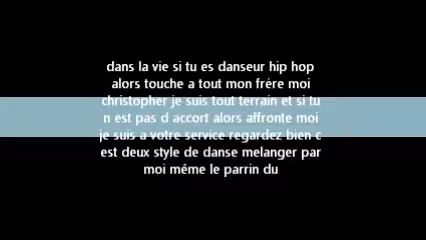 dans la vie si tu es danseur hip hop
alors touche a tout mon frére moi
christopher je suis tout terrain et si tu
n est pas d accort alors affronte moi
je suis a votre service regardez bien c
est deux style de danse melanger par
moi même le parrin du